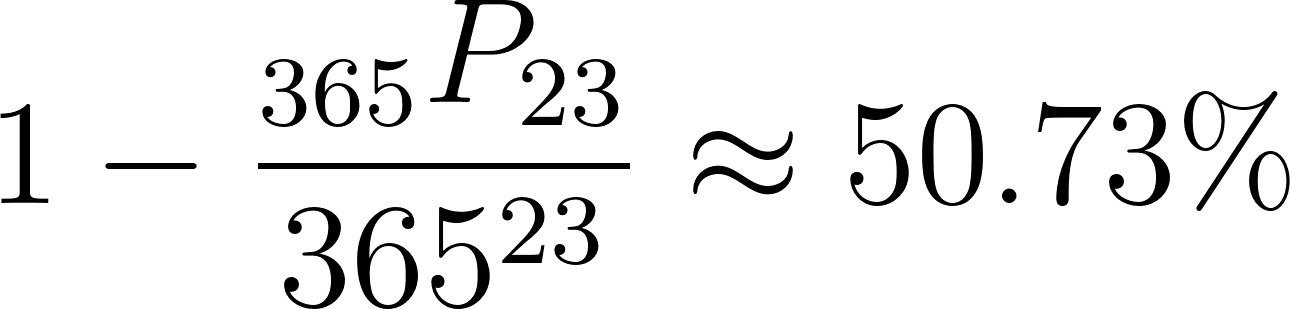 1 − ₃₆₅P₂₃ / 365²³ ≈ 50.73%